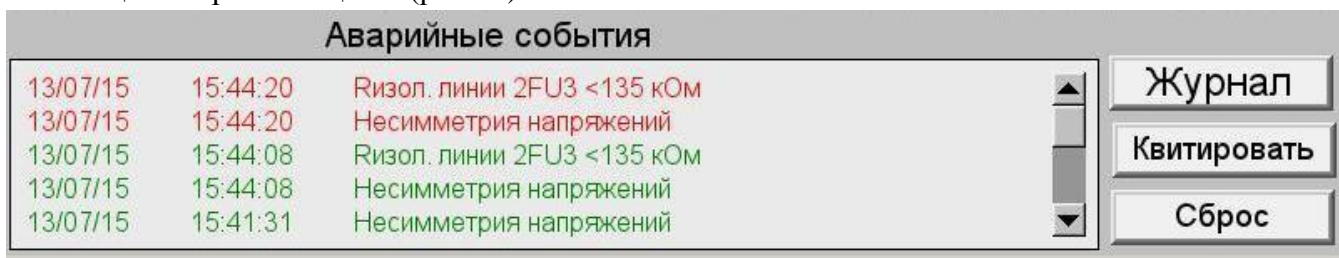 Аварийные события
13/07/15 15:44:20 Rизол. линии 2FU3 <135 кОм
13/07/15 15:44:20 Несимметрия напряжений
13/07/15 15:44:08 Rизол. линии 2FU3 <135 кОм
13/07/15 15:44:08 Несимметрия напряжений
13/07/15 15:41:31 Несимметрия напряжений
Журнал
Квитировать
Сброс